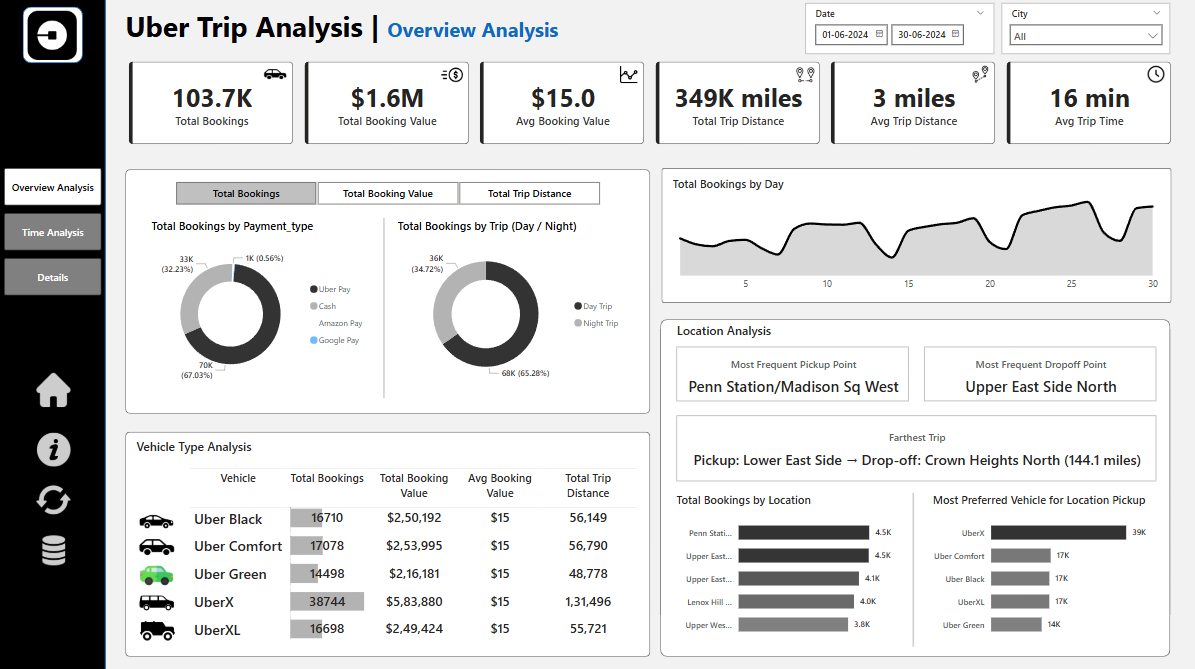 Uber Trip Analysis | Overview Analysis
Date
01-06-2024
30-06-2024
City
All
103.7K
Total Bookings
$1.6M
Total Booking Value
$15.0
Avg Booking Value
349K miles
Total Trip Distance
3 miles
Avg Trip Distance
16 min
Avg Trip Time
Overview Analysis
Time Analysis
Details
i
Total Bookings
Total Booking Value
Total Trip Distance
Total Bookings by Payment_type
33K
(32.23%)
1K (0.56%)
70K
(67.03%)
Uber Pay
Cash
Amazon Pay
Google Pay
Total Bookings by Trip (Day / Night)
36K
(34.72%)
68K (65.28%)
Day Trip
Night Trip
Total Bookings by Day
5 10 15 20 25 30
Vehicle Type Analysis
Vehicle Total Bookings Total Booking Value Avg Booking Value Total Trip Distance
Uber Black 16710 $2,50,192 $15 56,149
Uber Comfort 17078 $2,53,995 $15 56,790
Uber Green 14498 $2,16,181 $15 48,778
UberX 38744 $5,83,880 $15 1,31,496
UberXL 16698 $2,49,424 $15 55,721
Location Analysis
Most Frequent Pickup Point
Penn Station/Madison Sq West
Most Frequent Dropoff Point
Upper East Side North
Farthest Trip
Pickup: Lower East Side → Drop-off: Crown Heights North (144.1 miles)
Total Bookings by Location
Penn Stati... 4.5K
Upper East... 4.5K
Upper East... 4.1K
Lenox Hill ... 4.0K
Upper Wes... 3.8K
Most Preferred Vehicle for Location Pickup
UberX 39K
Uber Comfort 17K
Uber Black 17K
UberXL 17K
Uber Green 14K